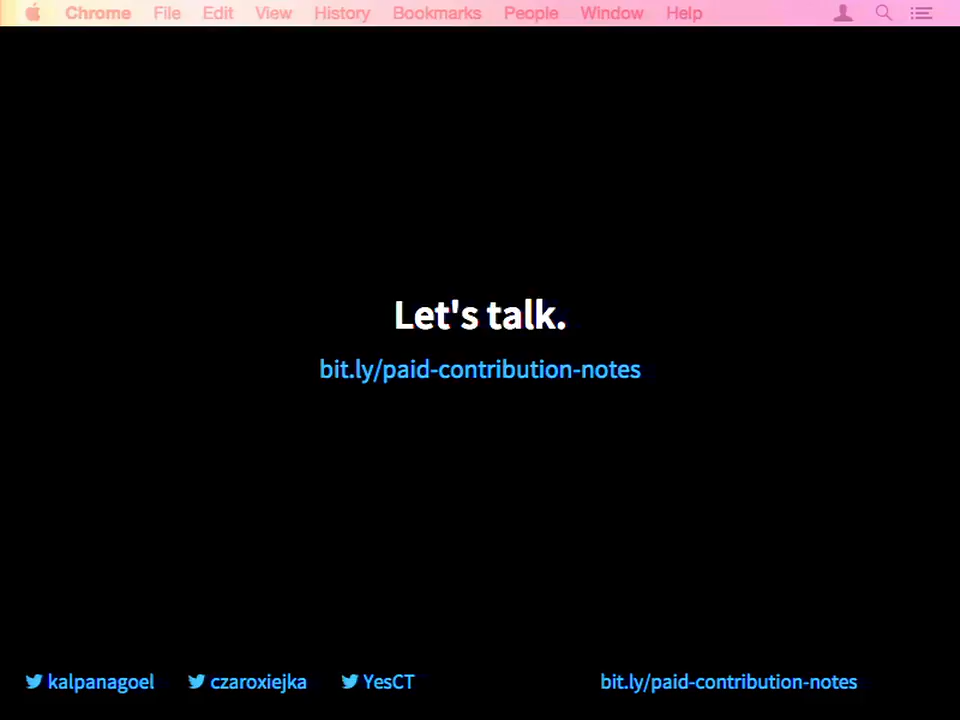 Chrome File Edit View History Bookmarks People Window Help
Let's talk.
bit.ly/paid-contribution-notes
kalpanagoel czaroxiejka YesCT bit.ly/paid-contribution-notes